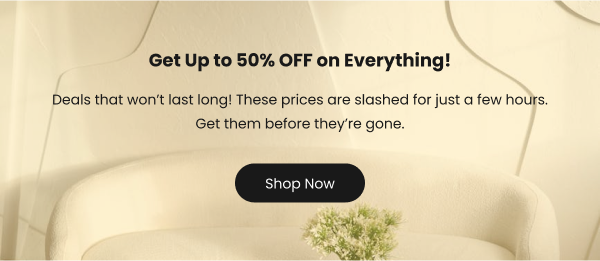 Get Up to 50% OFF on Everything!
Deals that won’t last long! These prices are slashed for just a few hours.
Get them before they’re gone.
Shop Now